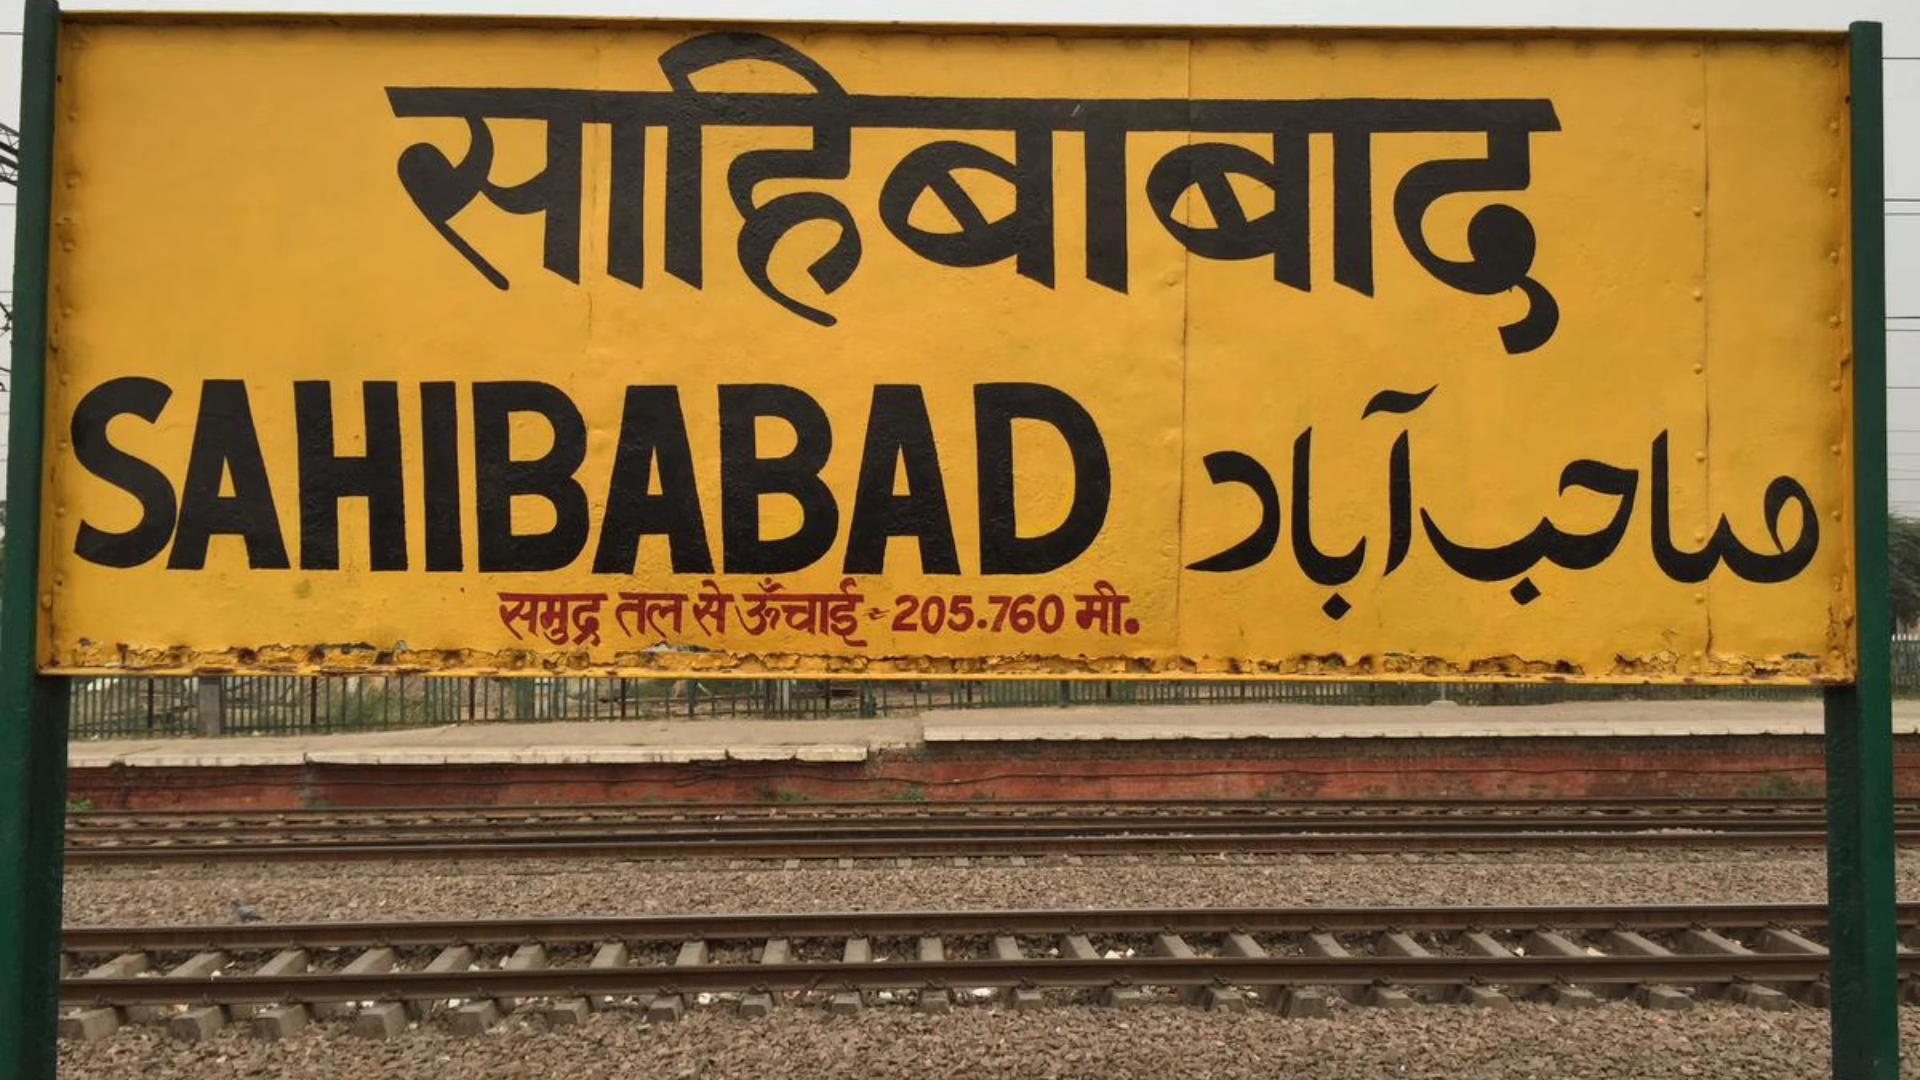 साहिबाबाद
SAHIBABAD صاحب آباد
समुद्र तल से ऊँचाई - 205.760 मी.